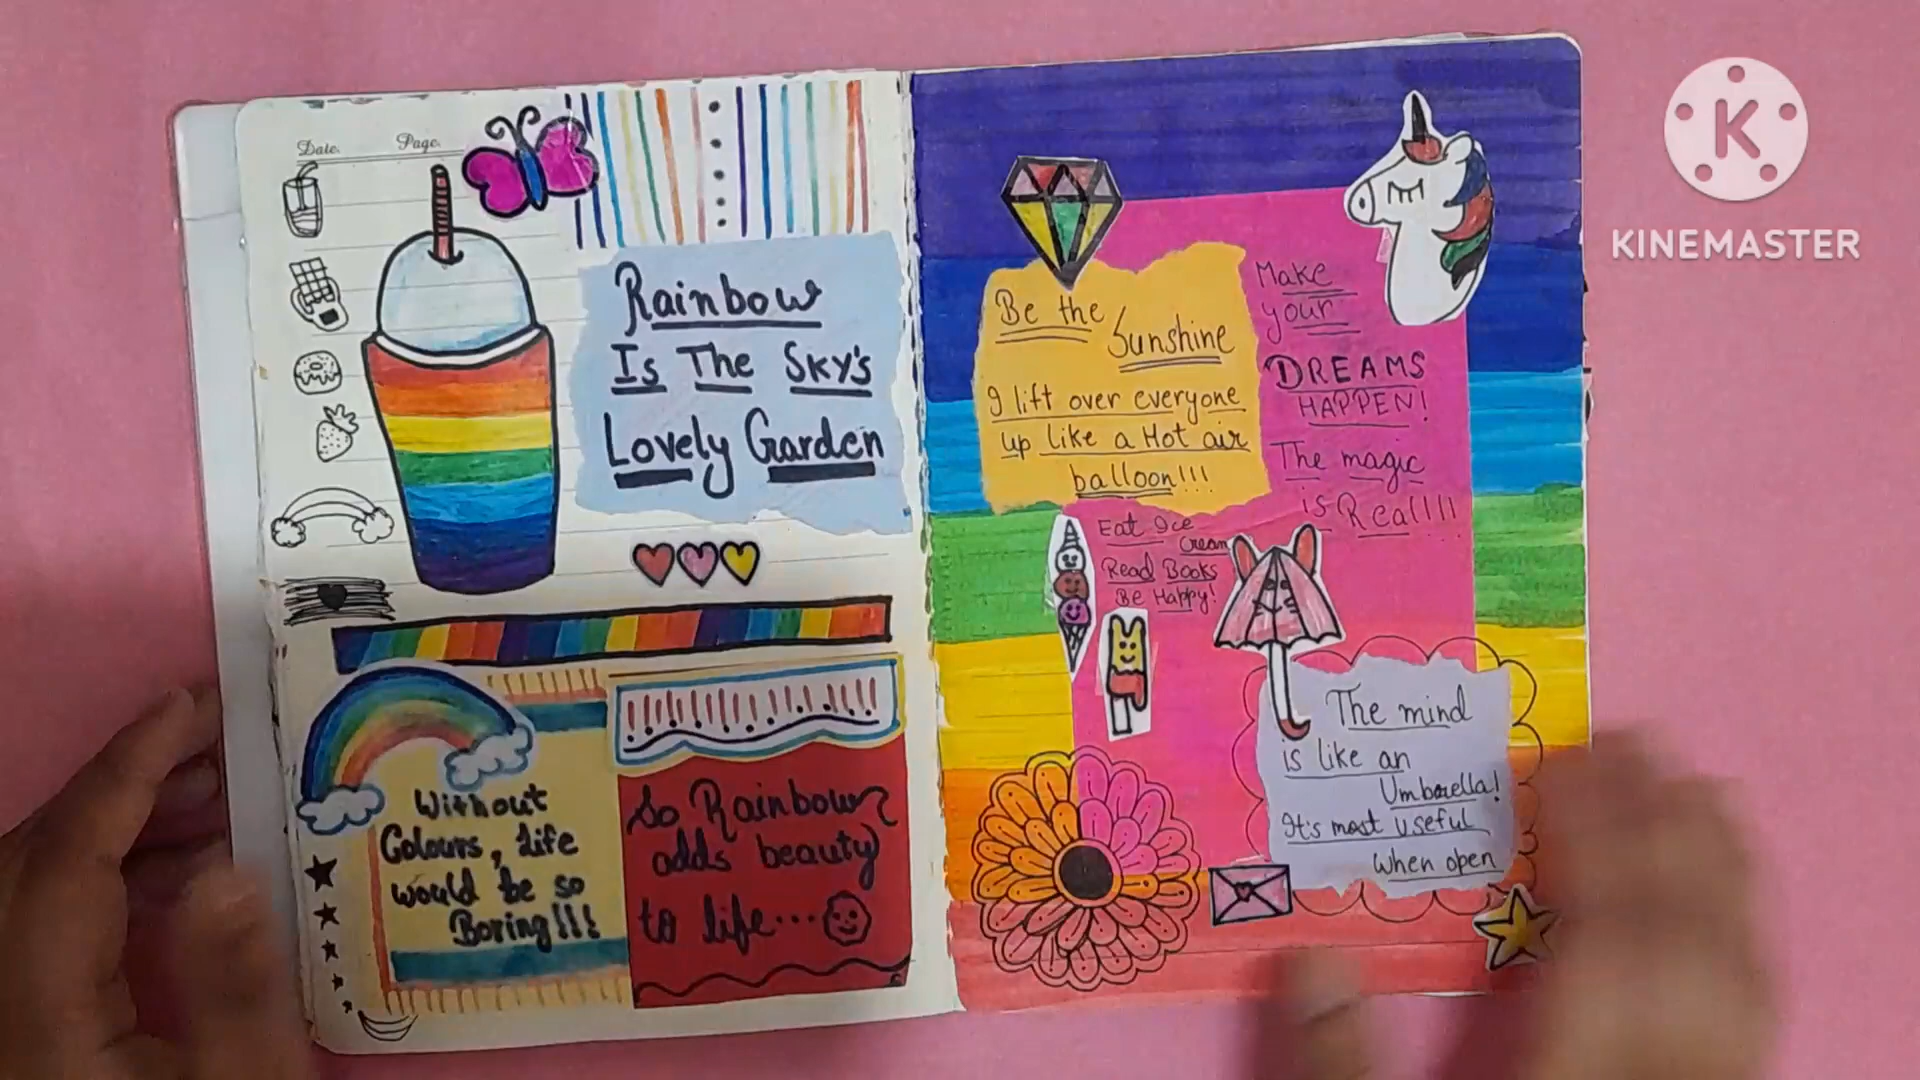 Date.
Page.
Rainbow
Is The Sky's
Lovely Garden
Without
Colours, Life
would be so
Boring!!!
So Rainbow
adds beauty
to life...
Be the
Sunshine
I lift over everyone
up like a Hot air
balloon!!!
Make
your
DREAMS
HAPPEN!
The magic
is Real!!!!
Eat Ice
Cream
Read Books
Be Happy!
The mind
is like an
Umbrella!
It's most useful
when open
K
KINEMASTER